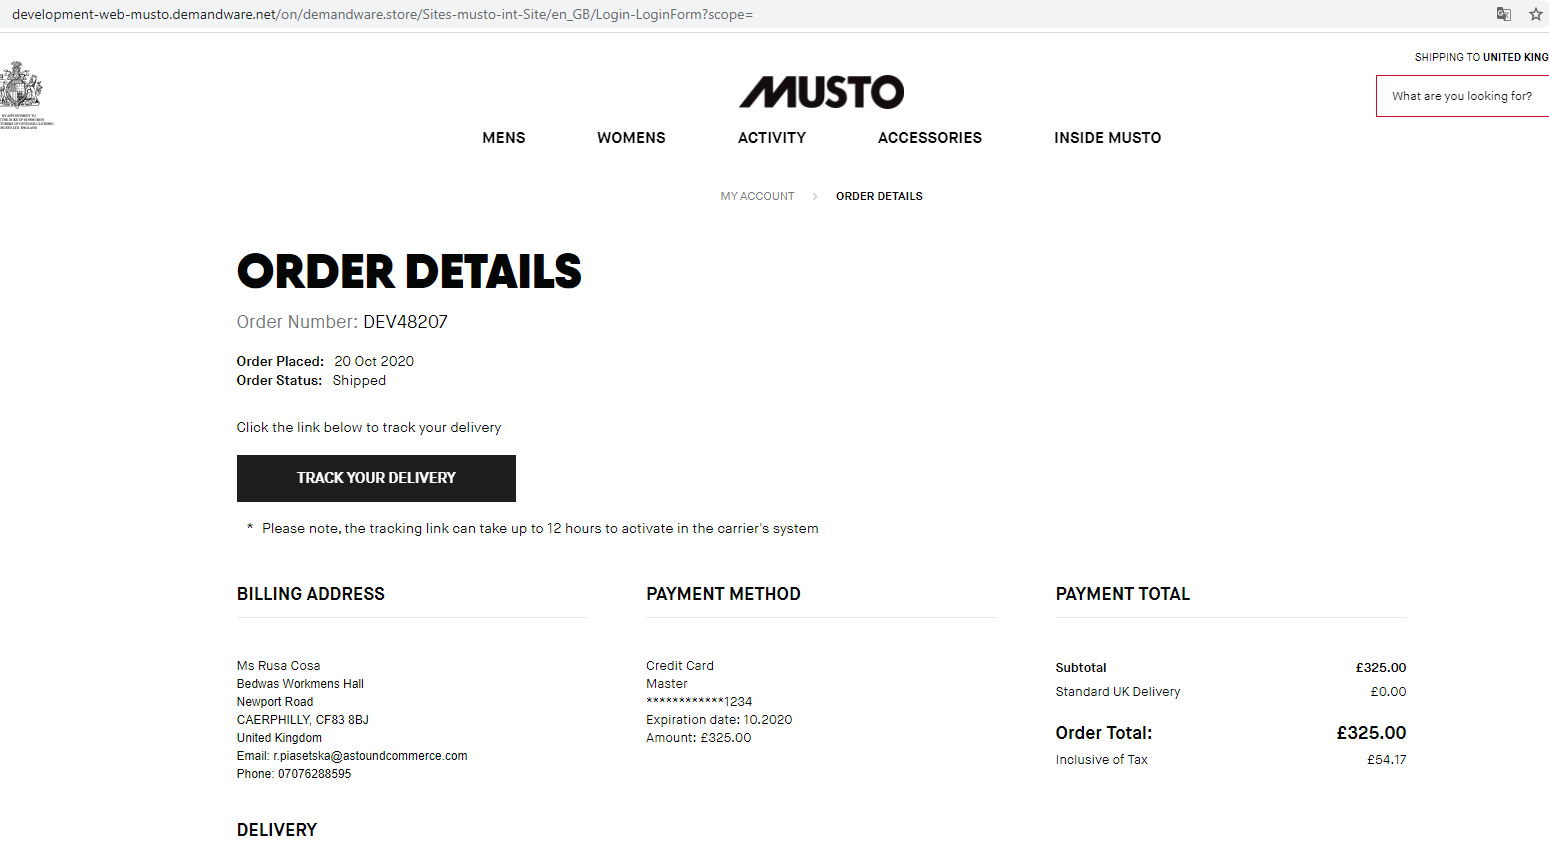 development-web-musto.demandware.net/on/demandware.store/Sites-musto-int-Site/en_GB/Login-LoginForm?scope=
SHIPPING TO UNITED KING
BY APPOINTMENT TO
MUSTO LTD. ENGLAND
MUSTO
What are you looking for?
MENS WOMENS ACTIVITY ACCESSORIES INSIDE MUSTO
MY ACCOUNT > ORDER DETAILS
ORDER DETAILS
Order Number: DEV48207
Order Placed: 20 Oct 2020
Order Status: Shipped
Click the link below to track your delivery
TRACK YOUR DELIVERY
* Please note, the tracking link can take up to 12 hours to activate in the carrier's system
BILLING ADDRESS
Ms Rusa Cosa
Bedwas Workmens Hall
Newport Road
CAERPHILLY, CF83 8BJ
United Kingdom
Email: r.piasetska@astoundcommerce.com
Phone: 07076288595
PAYMENT METHOD
Credit Card
Master
************1234
Expiration date: 10.2020
Amount: £325.00
PAYMENT TOTAL
Subtotal £325.00
Standard UK Delivery £0.00
Order Total: £325.00
Inclusive of Tax £54.17
DELIVERY